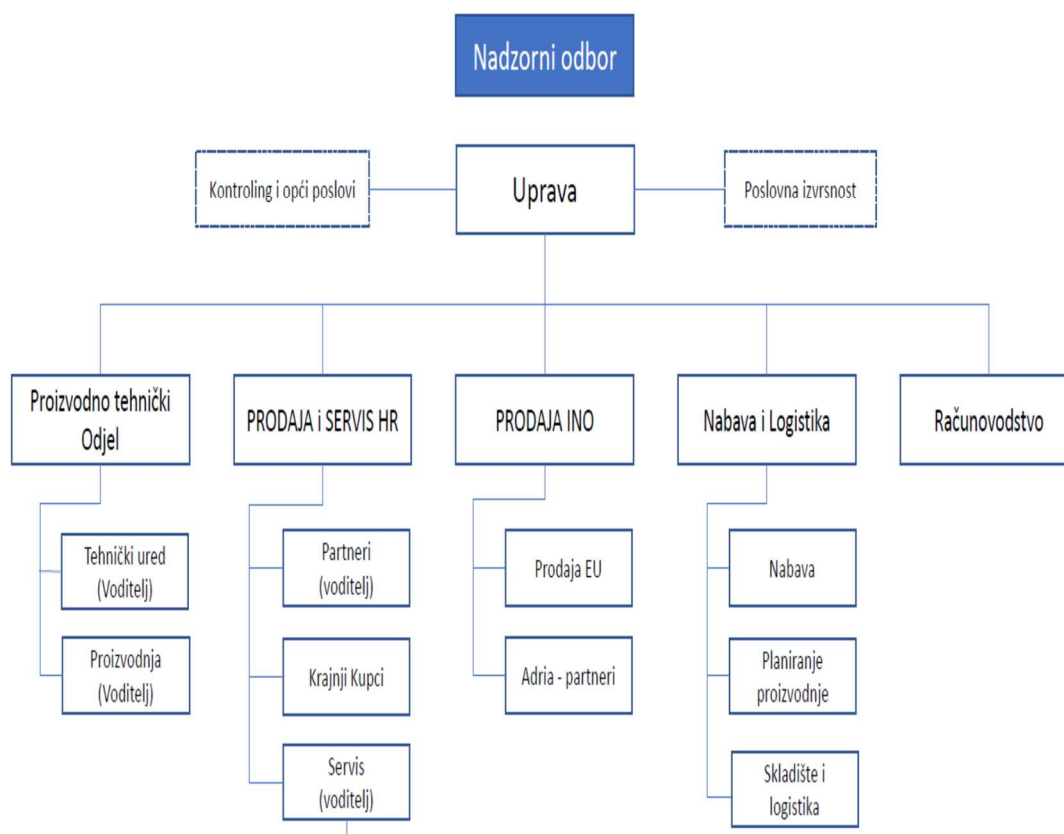 Nadzorni odbor
Kontroling i opći poslovi
Uprava
Poslovna izvrsnost
Proizvodno tehnički
Odjel
PRODAJA i SERVIS HR
PRODAJA INO
Nabava i Logistika
Računovodstvo
Tehnički ured
(Voditelj)
Partneri
(voditelj)
Prodaja EU
Nabava
Proizvodnja
(Voditelj)
Krajnji Kupci
Adria - partneri
Planiranje
proizvodnje
Servis
(voditelj)
Skladište i
logistika